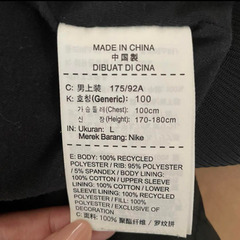 MADE IN CHINA
中国製
DIBUAT DI CINA
C: 男上装 175/92A
K: 호칭(Generic): 100
가슴둘레(Chest): 100cm
신 장(Height): 170-180cm
IN: Ukuran: L
Merek Barang: Nike
E: BODY: 100% RECYCLED
POLYESTER/RIB: 95% POLYESTER/
5% SPANDEX/BODY LINING:
100% COTTON/UPPER SLEEVE
LINING: 100% COTTON/LOWER
SLEEVE LINING: 100% RECYCLED
POLYESTER/FILL: 100%
POLYESTER/EXCLUSIVE OF
DECORATION
C: 面料: 100% 聚酯纤维/罗纹拼